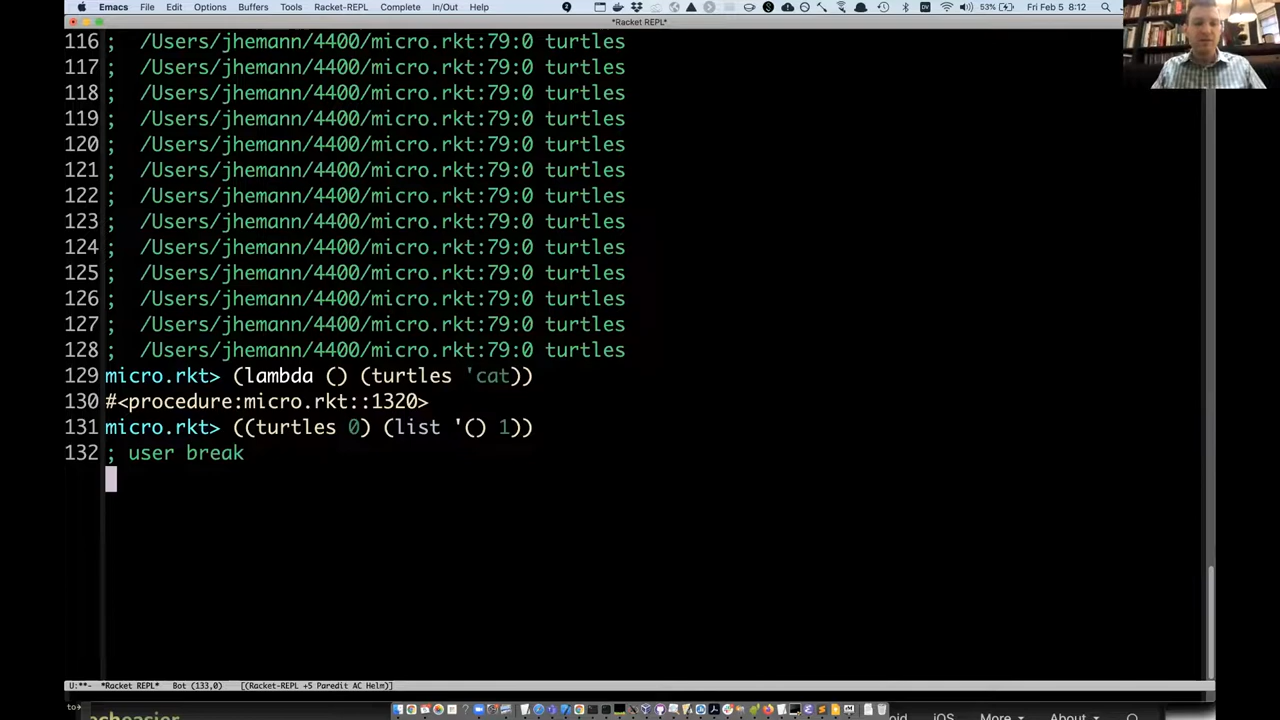 Emacs File Edit Options Buffers Tools Racket-REPL Complete In/Out Help 53% Fri Feb 5 8:12
*Racket REPL*
116 ; /Users/jhemann/4400/micro.rkt:79:0 turtles
117 ; /Users/jhemann/4400/micro.rkt:79:0 turtles
118 ; /Users/jhemann/4400/micro.rkt:79:0 turtles
119 ; /Users/jhemann/4400/micro.rkt:79:0 turtles
120 ; /Users/jhemann/4400/micro.rkt:79:0 turtles
121 ; /Users/jhemann/4400/micro.rkt:79:0 turtles
122 ; /Users/jhemann/4400/micro.rkt:79:0 turtles
123 ; /Users/jhemann/4400/micro.rkt:79:0 turtles
124 ; /Users/jhemann/4400/micro.rkt:79:0 turtles
125 ; /Users/jhemann/4400/micro.rkt:79:0 turtles
126 ; /Users/jhemann/4400/micro.rkt:79:0 turtles
127 ; /Users/jhemann/4400/micro.rkt:79:0 turtles
128 ; /Users/jhemann/4400/micro.rkt:79:0 turtles
129 micro.rkt> (lambda () (turtles 'cat))
130 #<procedure:micro.rkt::1320>
131 micro.rkt> ((turtles 0) (list '() 1))
132 ; user break
U:**- *Racket REPL* Bot (133,0) [(Racket-REPL +5 Paredit AC Helm)]
iOS More About